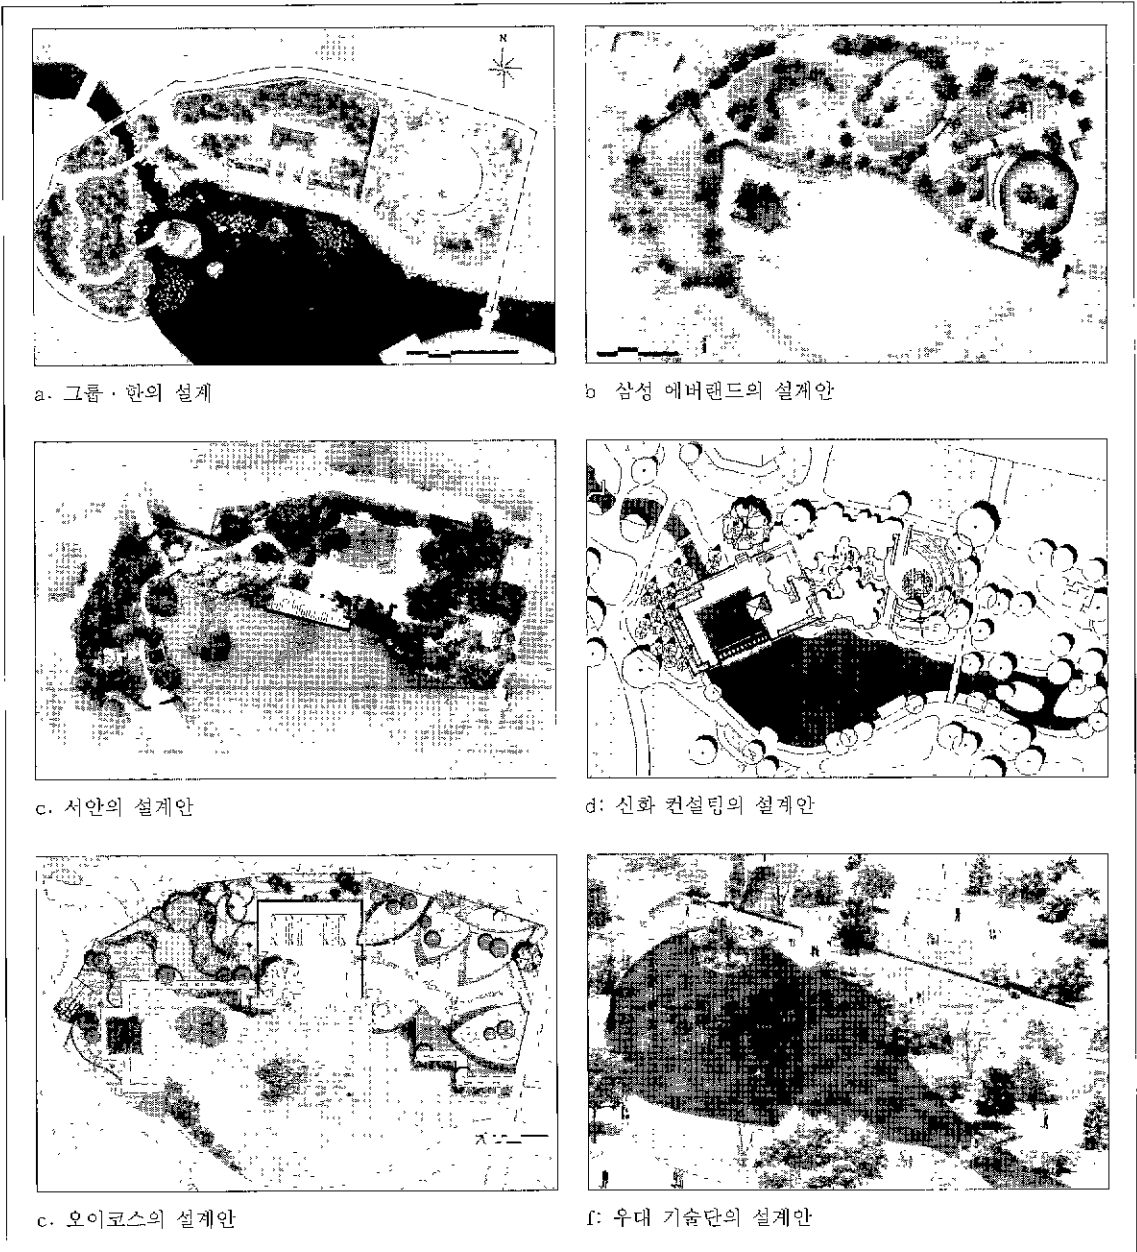 N
a. 그룹 · 한의 설계
b 삼성 에버랜드의 설계안
c. 서안의 설계안
d: 신화 컨설팅의 설계안
c. 오이코스의 설계안
f: 우대 기술단의 설계안